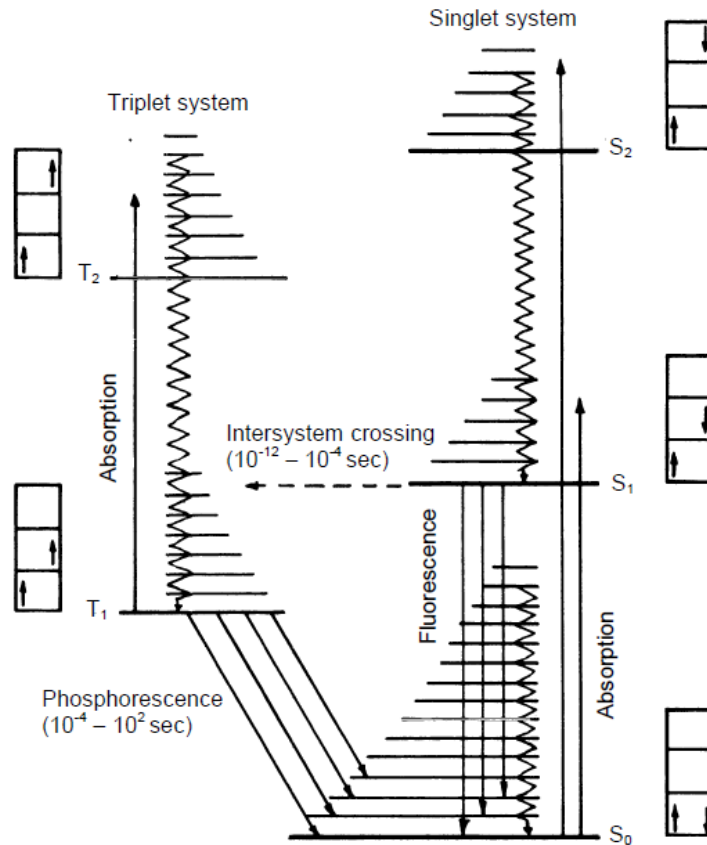 Singlet system
Triplet system
S₂
T₂
Absorption
Intersystem crossing
(10⁻¹² – 10⁻⁴ sec)
S₁
Fluorescence
Absorption
T₁
Phosphorescence
(10⁻⁴ – 10² sec)
S₀